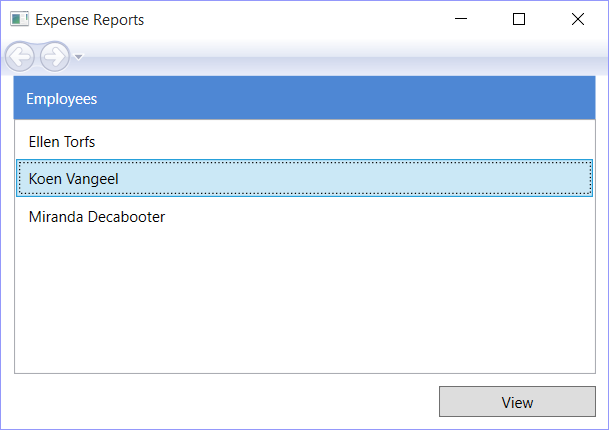 Expense Reports
Employees
Ellen Torfs
Koen Vangeel
Miranda Decabooter
View